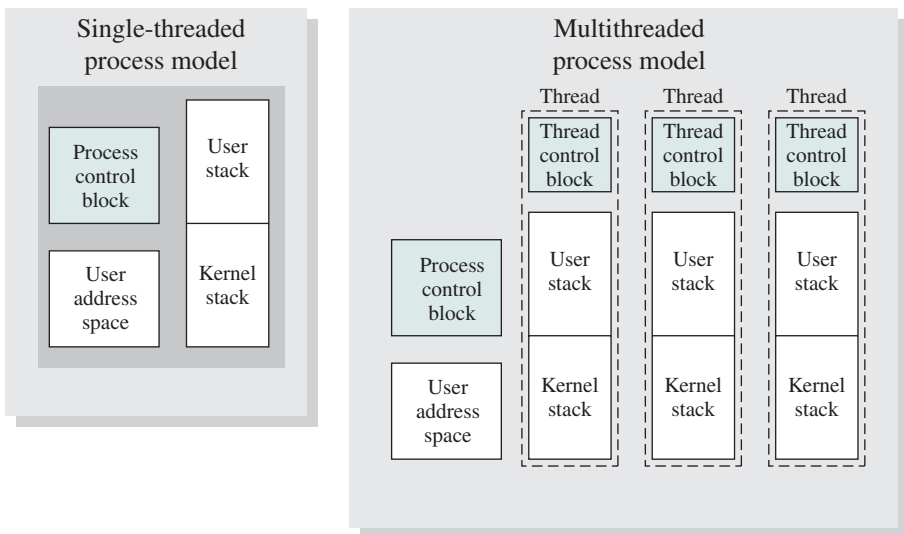 Single-threaded
process model
Process
control
block
User
stack
User
address
space
Kernel
stack
Multithreaded
process model
Thread
Thread
Thread
Thread
control
block
Thread
control
block
Thread
control
block
Process
control
block
User
stack
User
stack
User
stack
User
address
space
Kernel
stack
Kernel
stack
Kernel
stack